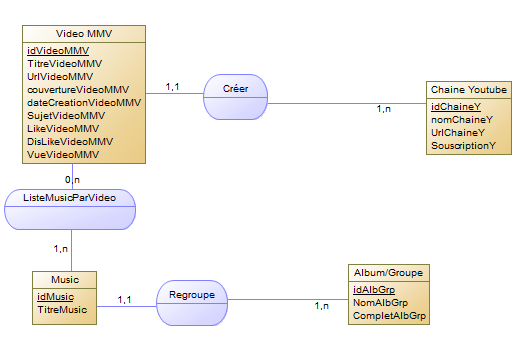 Video MMV
idVideoMMV
TitreVideoMMV
UrlVideoMMV
couvertureVideoMMV
dateCreationVideoMMV
SujetVideoMMV
LikeVideoMMV
DisLikeVideoMMV
VueVideoMMV
1,1
Créer
1,n
Chaine Youtube
idChaineY
nomChaineY
UrlChaineY
SouscriptionY
0,n
ListeMusicParVideo
1,n
Music
idMusic
TitreMusic
1,1
Regroupe
1,n
Album/Groupe
idAlbGrp
NomAlbGrp
CompletAlbGrp